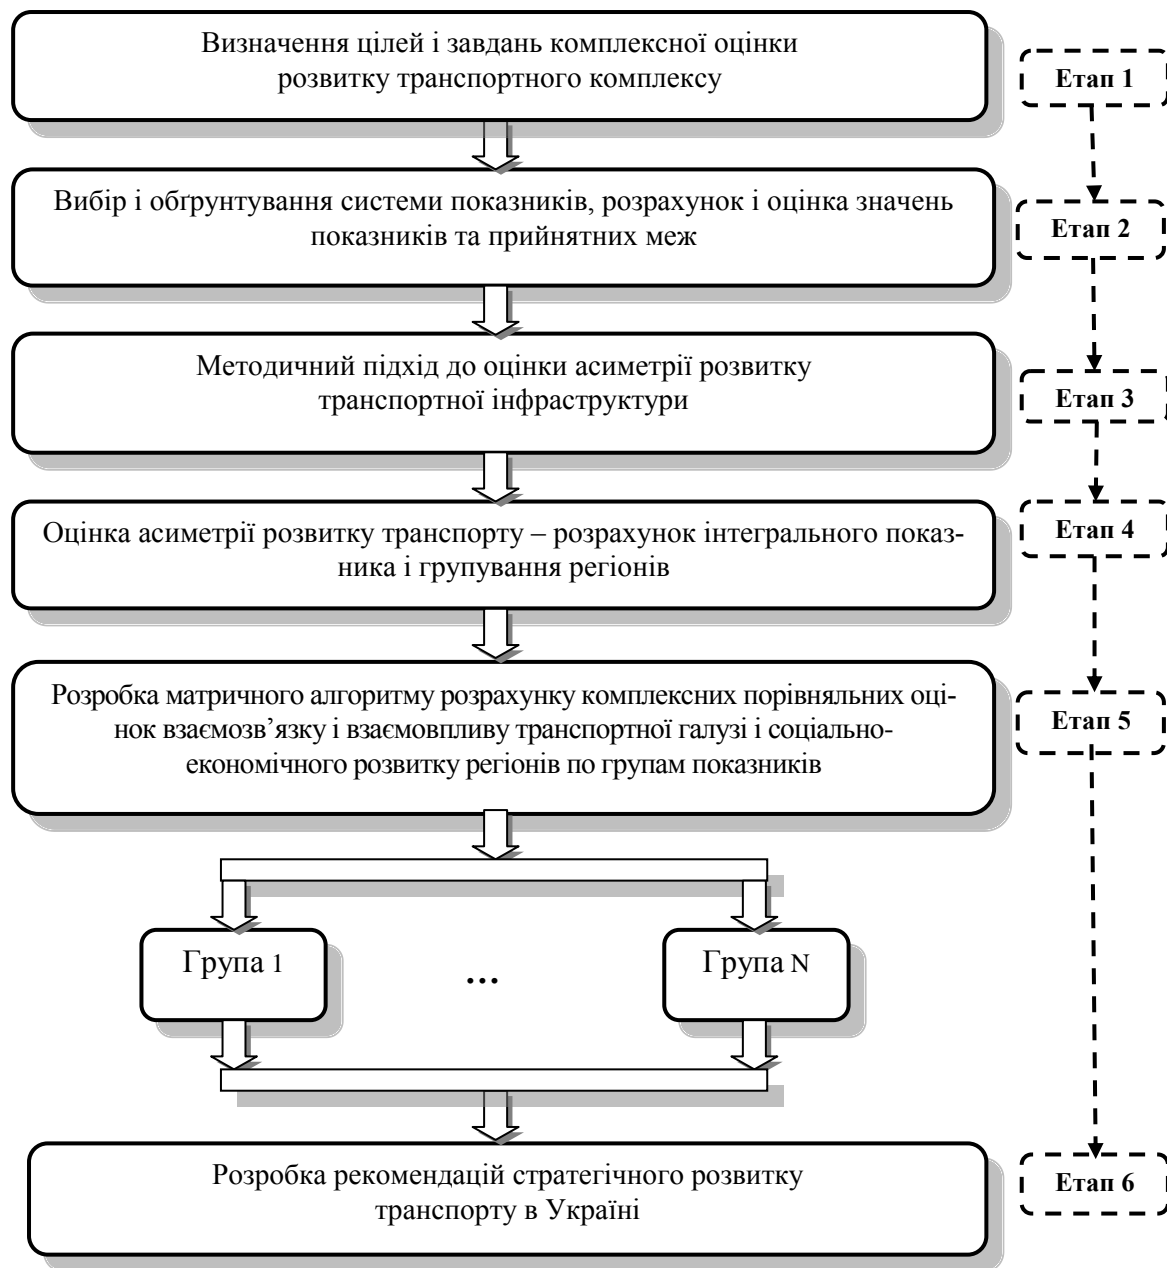 Визначення цілей і завдань комплексної оцінки
розвитку транспортного комплексу
Етап 1
Вибір і обґрунтування системи показників, розрахунок і оцінка значень
показників та прийнятних меж
Етап 2
Методичний підхід до оцінки асиметрії розвитку
транспортної інфраструктури
Етап 3
Оцінка асиметрії розвитку транспорту – розрахунок інтегрального показ-
ника і групування регіонів
Етап 4
Розробка матричного алгоритму розрахунку комплексних порівняльних оці-
нок взаємозв’язку і взаємовпливу транспортної галузі і соціально-
економічного розвитку регіонів по групам показників
Етап 5
Група 1
...
Група N
Розробка рекомендацій стратегічного розвитку
транспорту в Україні
Етап 6